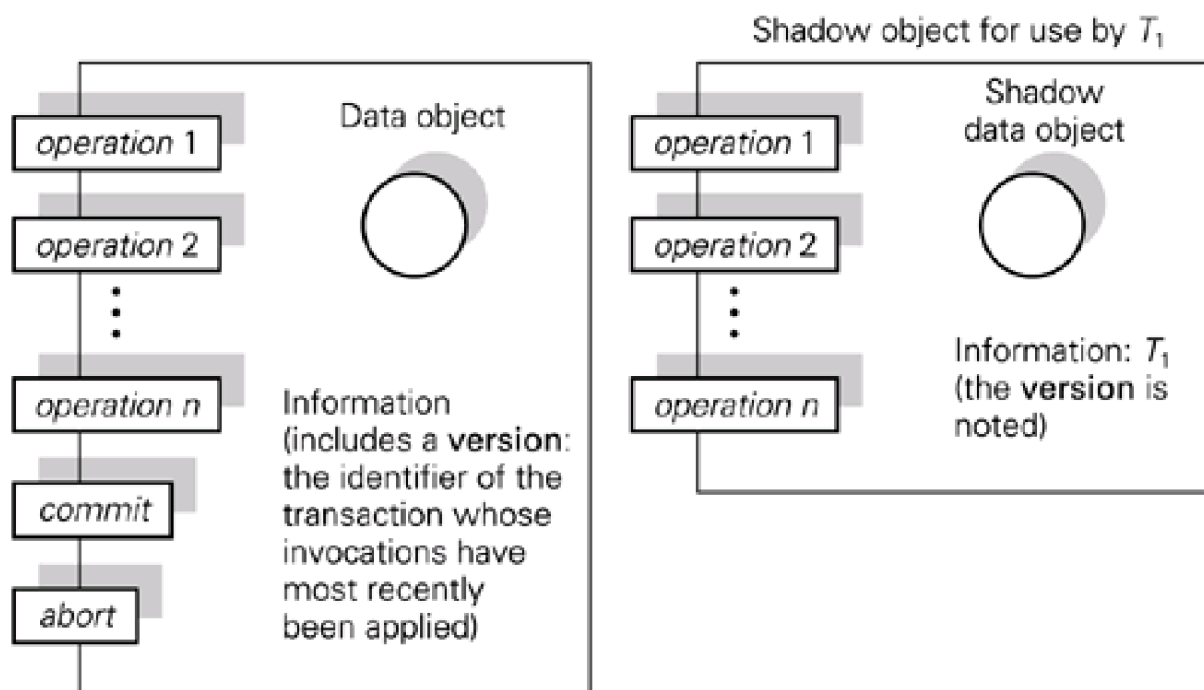 Data object
operation 1
operation 2
operation n
commit
abort
Information
(includes a version:
the identifier of the
transaction whose
invocations have
most recently
been applied)
Shadow object for use by T1
Shadow
data object
operation 1
operation 2
operation n
Information: T1
(the version is
noted)